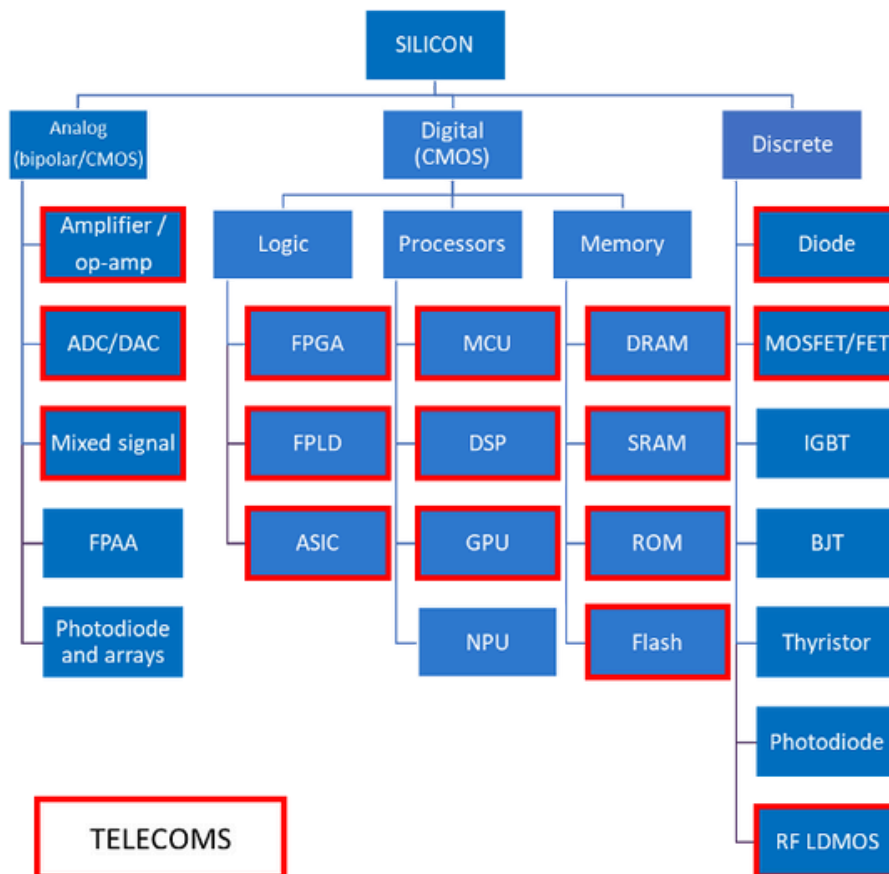 SILICON
Analog
(bipolar/CMOS)
Digital
(CMOS)
Discrete
Amplifier /
op-amp
Logic
Processors
Memory
Diode
ADC/DAC
FPGA
MCU
DRAM
MOSFET/FET
Mixed signal
FPLD
DSP
SRAM
IGBT
FPAA
ASIC
GPU
ROM
BJT
Photodiode
and arrays
NPU
Flash
Thyristor
Photodiode
TELECOMS
RF LDMOS